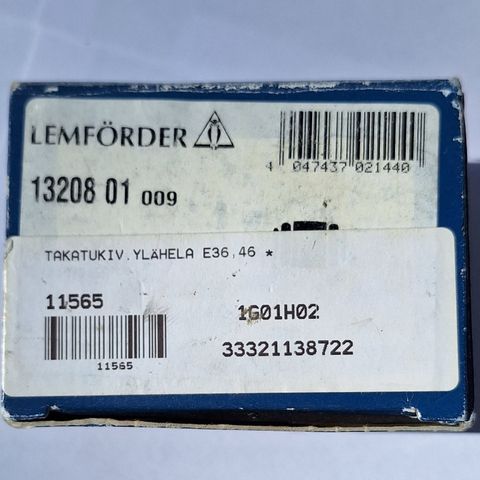 LEMFÖRDER
4 047437 021440
13208 01 009
TAKATUKIV.YLÄHELA E36,46 *
11565
1G01H02
11565
33321138722